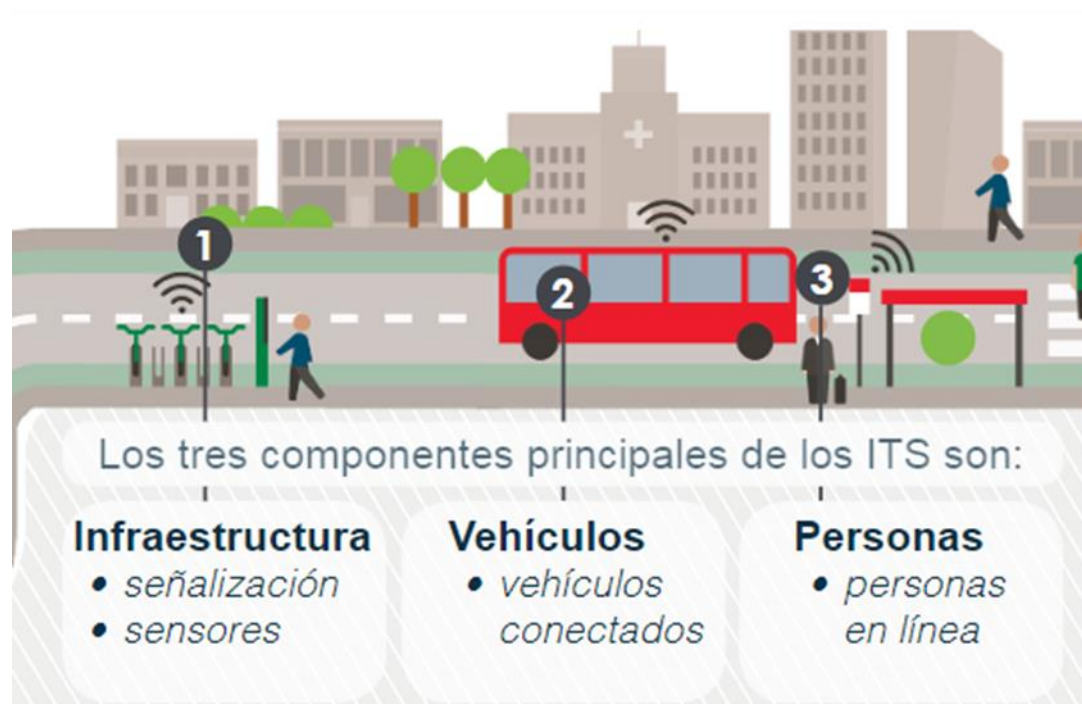 1
2
3
Los tres componentes principales de los ITS son:
Infraestructura
• señalización
• sensores
Vehículos
• vehículos
conectados
Personas
• personas
en línea